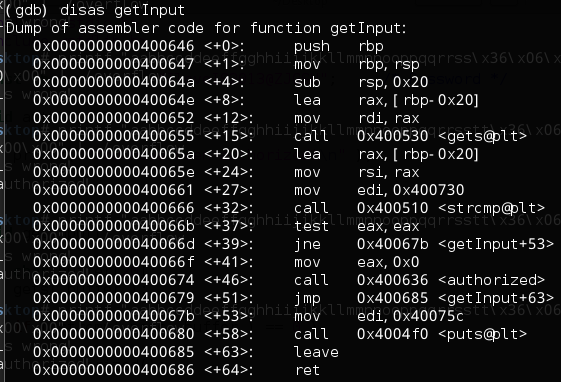 (gdb) disas getInput
Dump of assembler code for function getInput:
0x0000000000400646 <+0>: push rbp
0x0000000000400647 <+1>: mov rbp,rsp
0x000000000040064a <+4>: sub rsp,0x20
0x000000000040064e <+8>: lea rax,[rbp-0x20]
0x0000000000400652 <+12>: mov rdi,rax
0x0000000000400655 <+15>: call 0x400530 <gets@plt>
0x000000000040065a <+20>: lea rax,[rbp-0x20]
0x000000000040065e <+24>: mov rsi,rax
0x0000000000400661 <+27>: mov edi,0x400730
0x0000000000400666 <+32>: call 0x400510 <strcmp@plt>
0x000000000040066b <+37>: test eax,eax
0x000000000040066d <+39>: jne 0x40067b <getInput+53>
0x000000000040066f <+41>: mov eax,0x0
0x0000000000400674 <+46>: call 0x400636 <authorized>
0x0000000000400679 <+51>: jmp 0x400685 <getInput+63>
0x000000000040067b <+53>: mov edi,0x40075c
0x0000000000400680 <+58>: call 0x4004f0 <puts@plt>
0x0000000000400685 <+63>: leave
0x0000000000400686 <+64>: ret